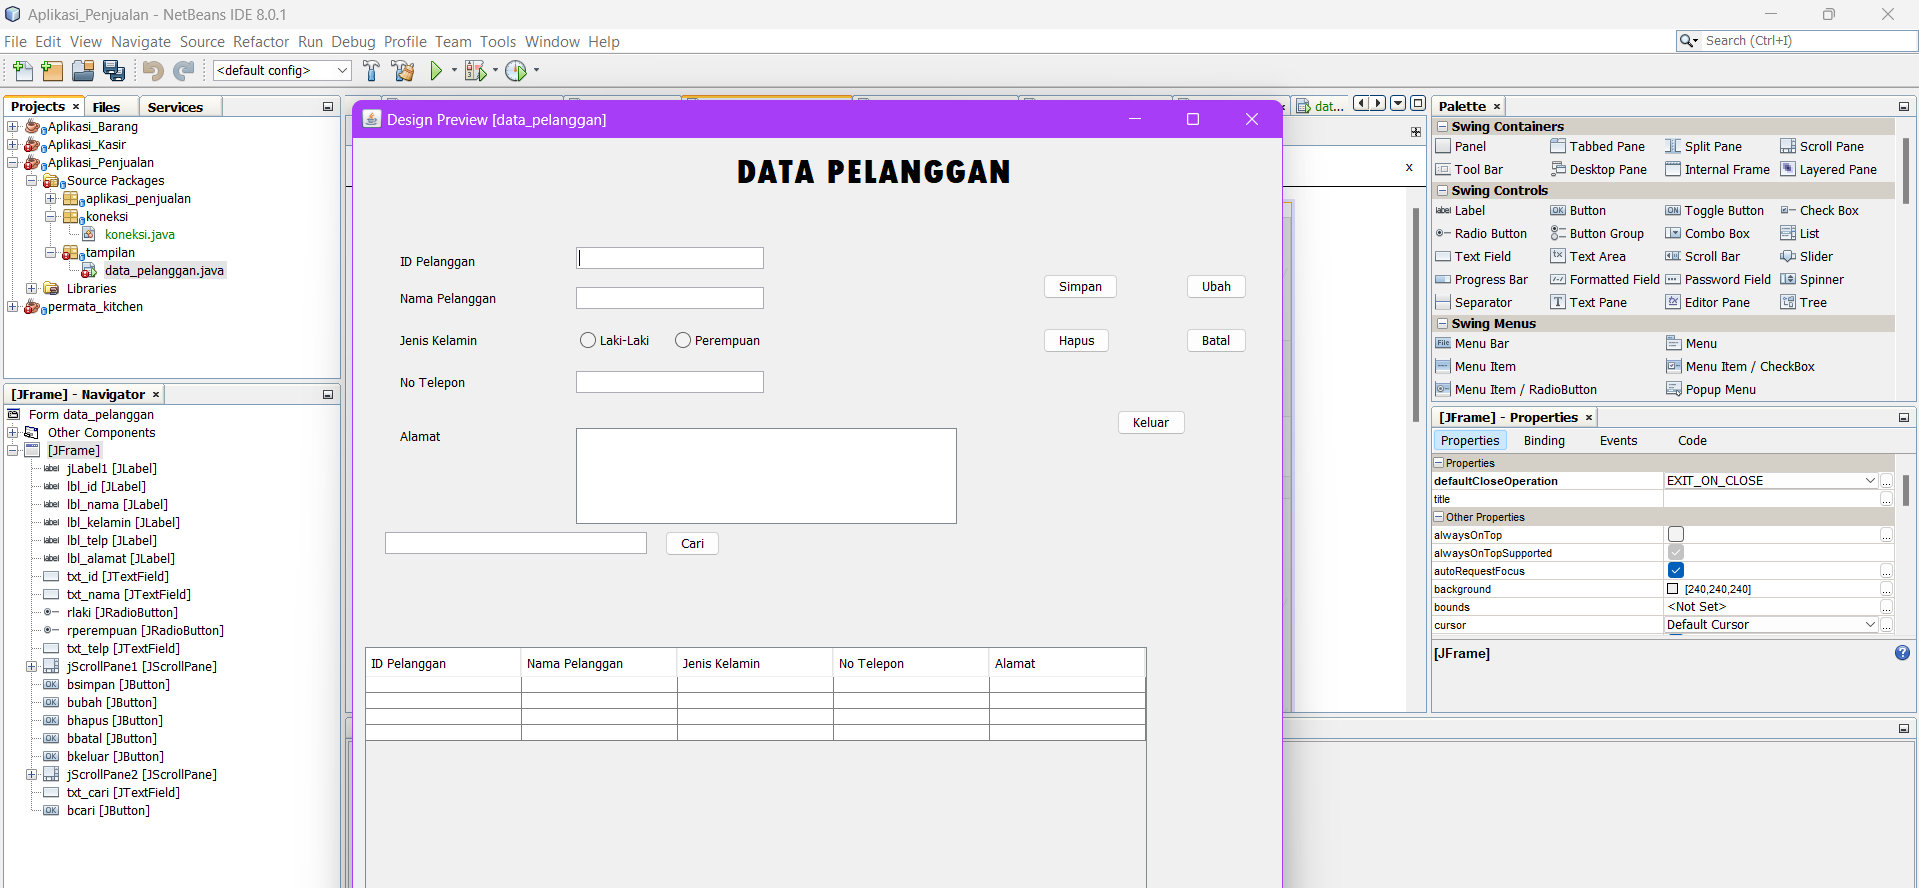 Aplikasi_Penjualan - NetBeans IDE 8.0.1
File Edit View Navigate Source Refactor Run Debug Profile Team Tools Window Help
Search (Ctrl+I)
<default config>
Projects Files Services
Aplikasi_Barang
Aplikasi_Kasir
Aplikasi_Penjualan
Source Packages
aplikasi_penjualan
koneksi
koneksi.java
tampilan
data_pelanggan.java
Libraries
permata_kitchen
[JFrame] - Navigator
Form data_pelanggan
Other Components
[JFrame]
jLabel1 [JLabel]
lbl_id [JLabel]
lbl_nama [JLabel]
lbl_kelamin [JLabel]
lbl_telp [JLabel]
lbl_alamat [JLabel]
txt_id [JTextField]
txt_nama [JTextField]
rlaki [JRadioButton]
rperempuan [JRadioButton]
txt_telp [JTextField]
jScrollPane1 [JScrollPane]
bsimpan [JButton]
bubah [JButton]
bhapus [JButton]
bbatal [JButton]
bkeluar [JButton]
jScrollPane2 [JScrollPane]
txt_cari [JTextField]
bcari [JButton]
dat...
Design Preview [data_pelanggan]
DATA PELANGGAN
ID Pelanggan
Nama Pelanggan
Jenis Kelamin Laki-Laki Perempuan
No Telepon
Alamat
Simpan Ubah
Hapus Batal
Keluar
Cari
ID Pelanggan Nama Pelanggan Jenis Kelamin No Telepon Alamat
Palette
Swing Containers
Panel Tabbed Pane Split Pane Scroll Pane
Tool Bar Desktop Pane Internal Frame Layered Pane
Swing Controls
label Label OK Button ON Toggle Button Check Box
Radio Button Button Group Combo Box List
Text Field Text Area Scroll Bar Slider
Progress Bar Formatted Field Password Field Spinner
Separator Text Pane Editor Pane Tree
Swing Menus
File Menu Bar Menu
Menu Item Menu Item / CheckBox
Menu Item / RadioButton Popup Menu
[JFrame] - Properties
Properties Binding Events Code
Properties
defaultCloseOperation EXIT_ON_CLOSE
title
Other Properties
alwaysOnTop
alwaysOnTopSupported
autoRequestFocus
background [240,240,240]
bounds <Not Set>
cursor Default Cursor
[JFrame]